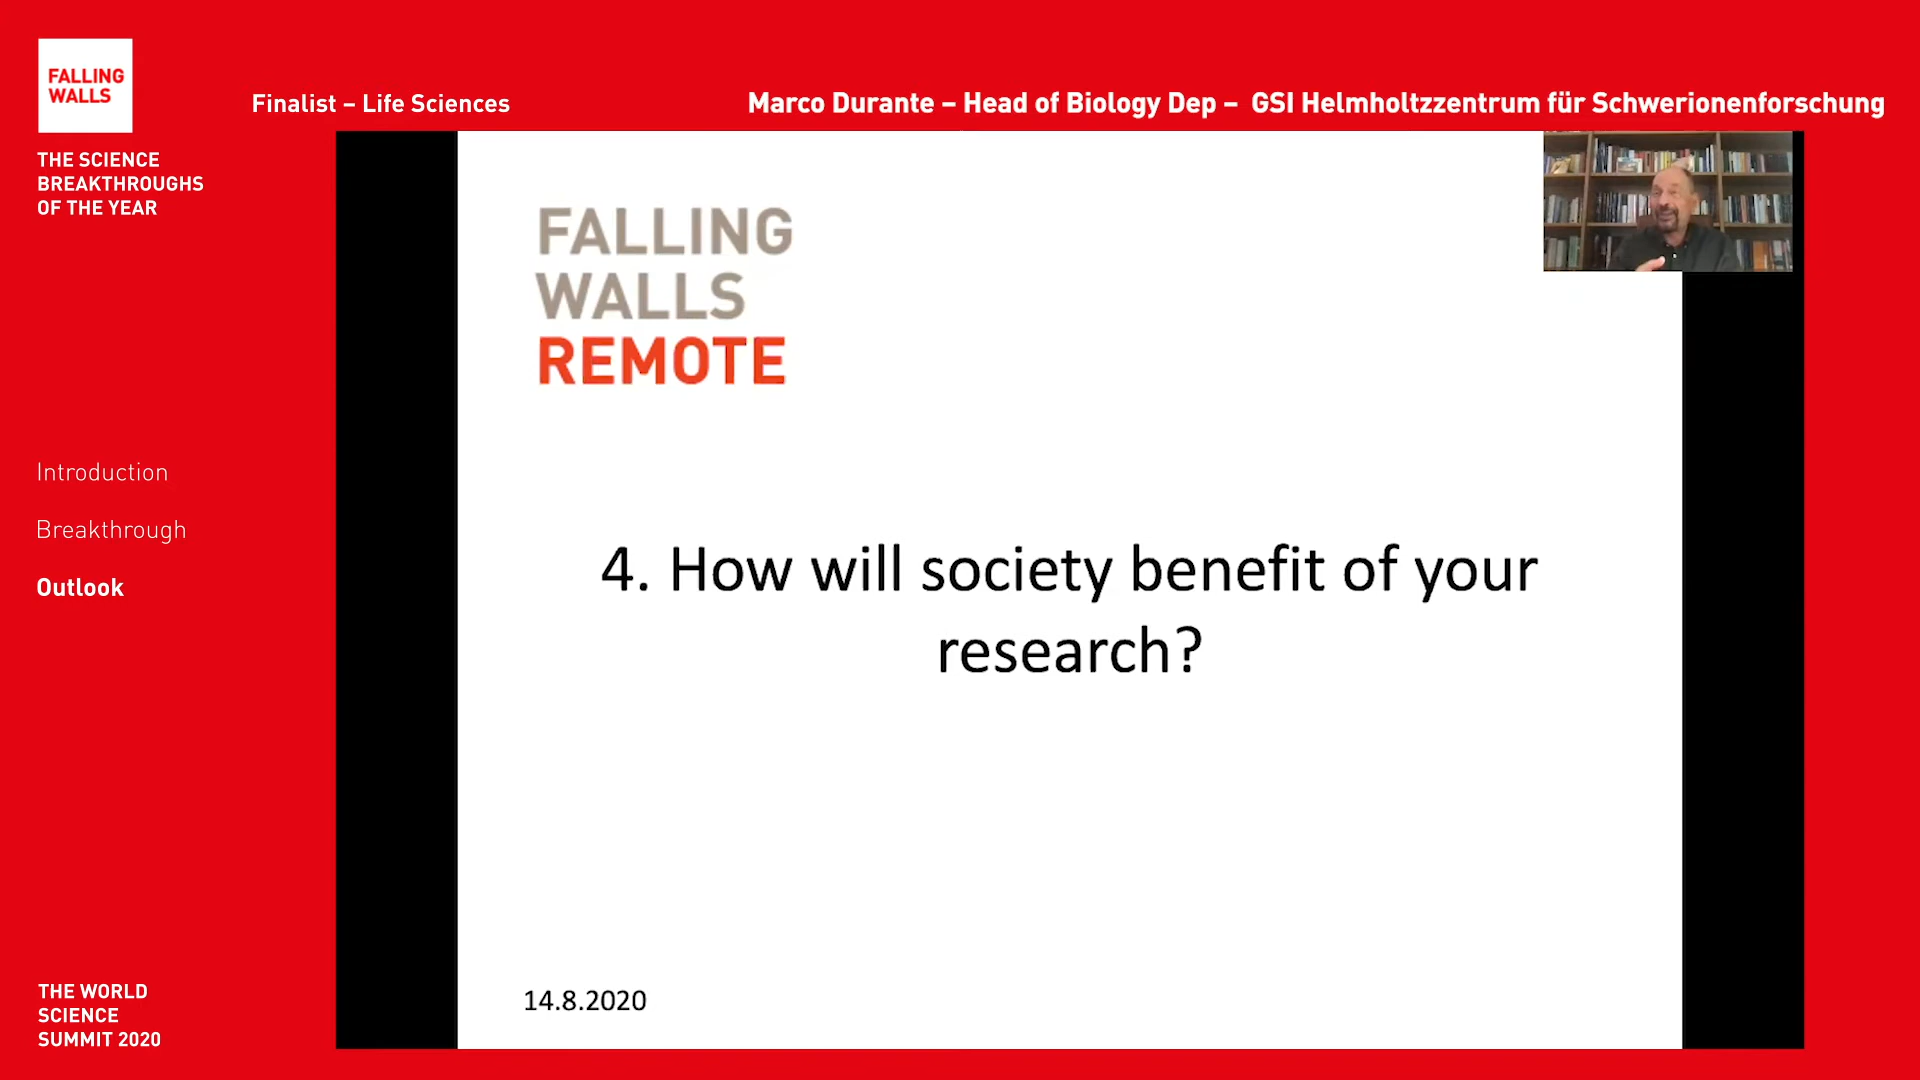 FALLING
WALLS
THE SCIENCE
BREAKTHROUGHS
OF THE YEAR
Finalist – Life Sciences
Marco Durante – Head of Biology Dep – GSI Helmholtzzentrum für Schwerionenforschung
FALLING
WALLS
REMOTE
Introduction
Breakthrough
Outlook
4. How will society benefit of your
research?
14.8.2020
THE WORLD
SCIENCE
SUMMIT 2020